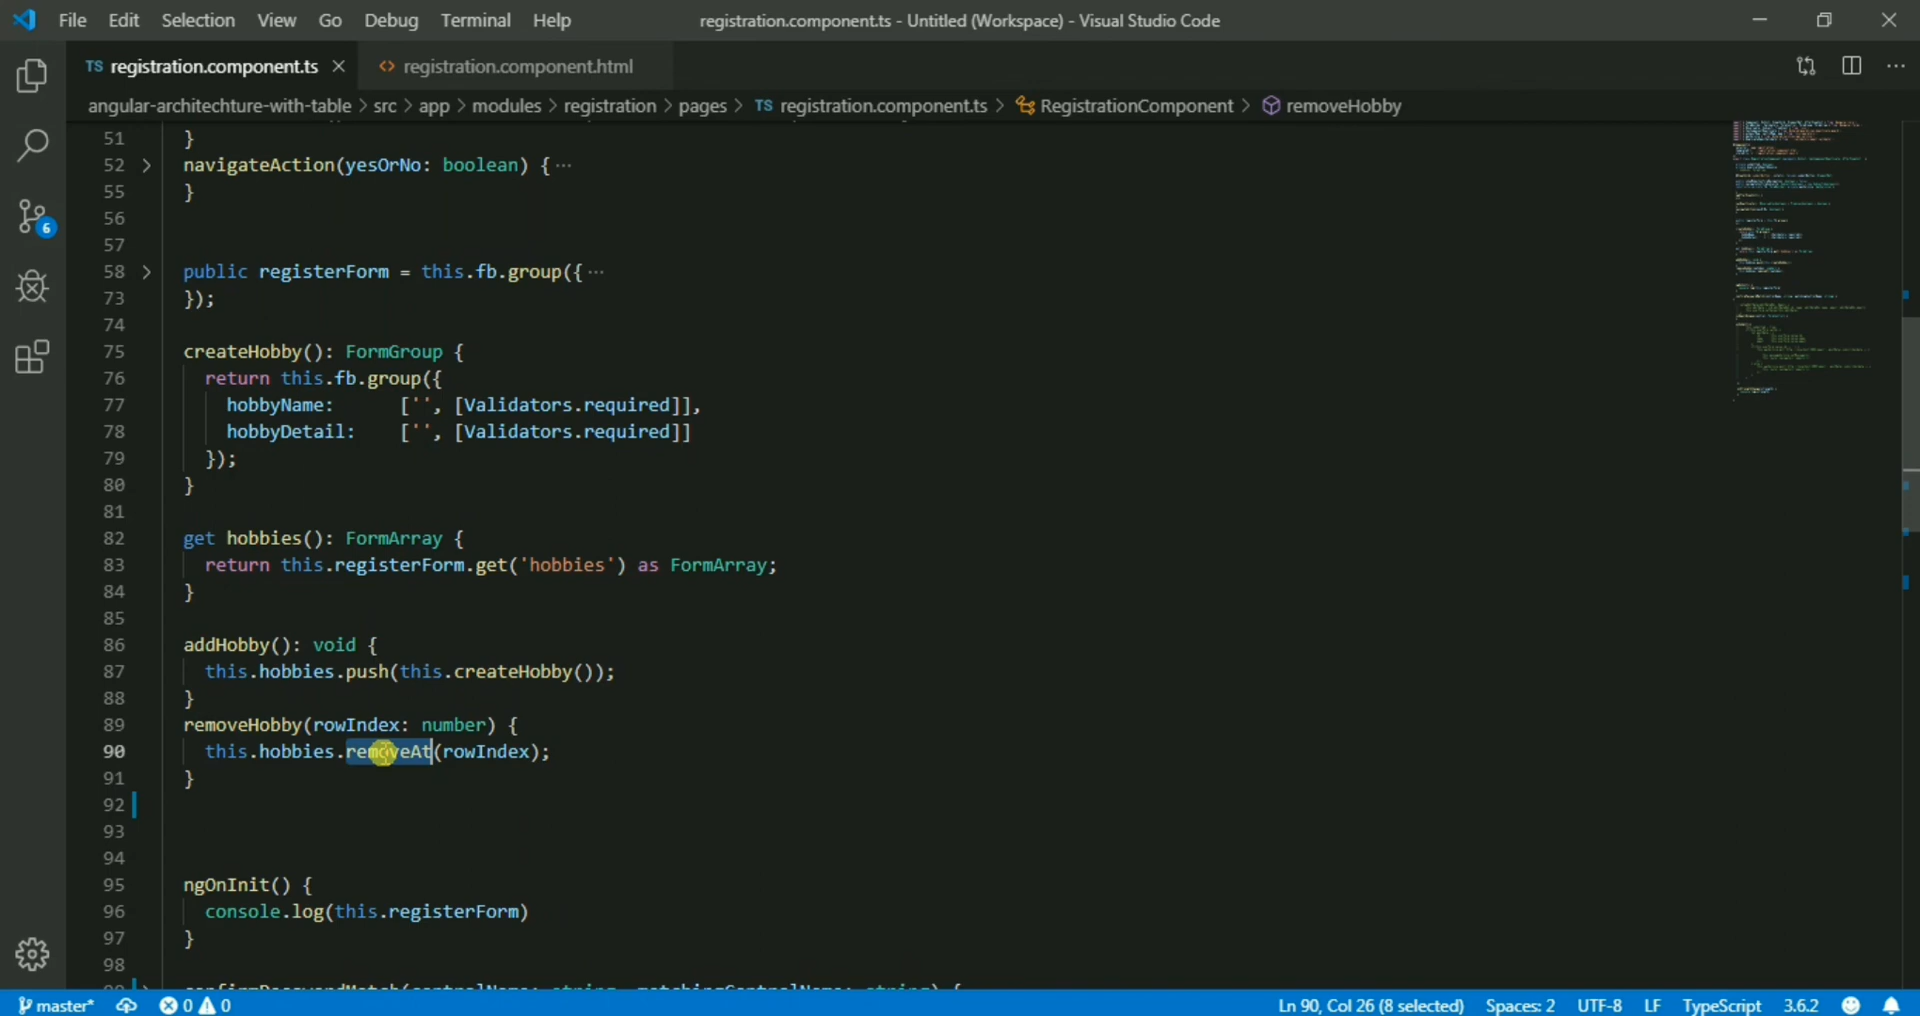 File Edit Selection View Go Debug Terminal Help registration.component.ts - Untitled (Workspace) - Visual Studio Code
TS registration.component.ts registration.component.html
angular-architechture-with-table > src > app > modules > registration > pages > TS registration.component.ts > RegistrationComponent > removeHobby
51 }
52 navigateAction(yesOrNo: boolean) {···
55 }
56
57
58 public registerForm = this.fb.group({···
73 });
74
75 createHobby(): FormGroup {
76 return this.fb.group({
77 hobbyName: ['', [Validators.required]],
78 hobbyDetail: ['', [Validators.required]]
79 });
80 }
81
82 get hobbies(): FormArray {
83 return this.registerForm.get('hobbies') as FormArray;
84 }
85
86 addHobby(): void {
87 this.hobbies.push(this.createHobby());
88 }
89 removeHobby(rowIndex: number) {
90 this.hobbies.removeAt(rowIndex);
91 }
92
93
94
95 ngOnInit() {
96 console.log(this.registerForm)
97 }
98
6
master* 0 0 Ln 90, Col 26 (8 selected) Spaces: 2 UTF-8 LF TypeScript 3.6.2